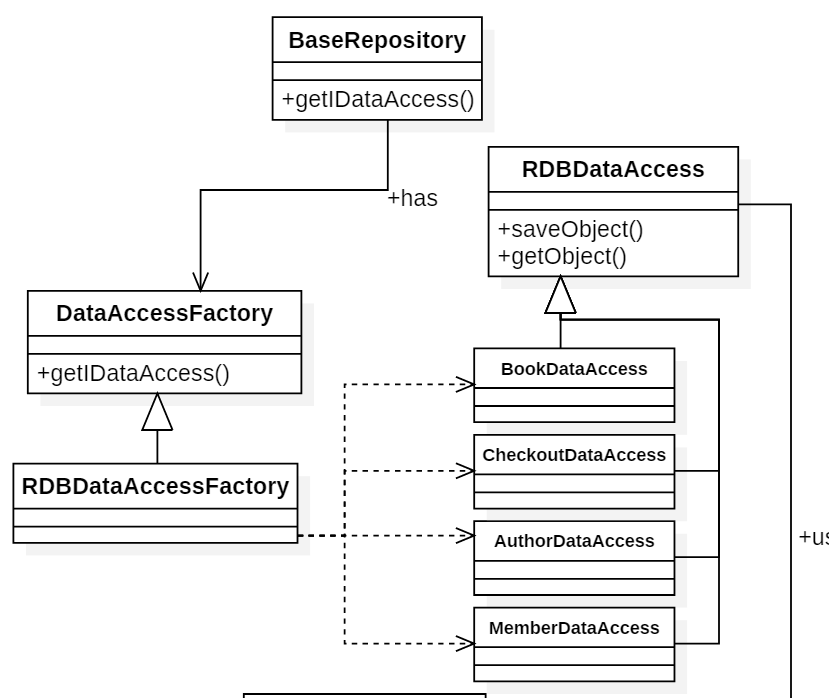 BaseRepository
+getIDataAccess()
+has
RDBDataAccess
+saveObject()
+getObject()
DataAccessFactory
+getIDataAccess()
RDBDataAccessFactory
BookDataAccess
CheckoutDataAccess
AuthorDataAccess
MemberDataAccess